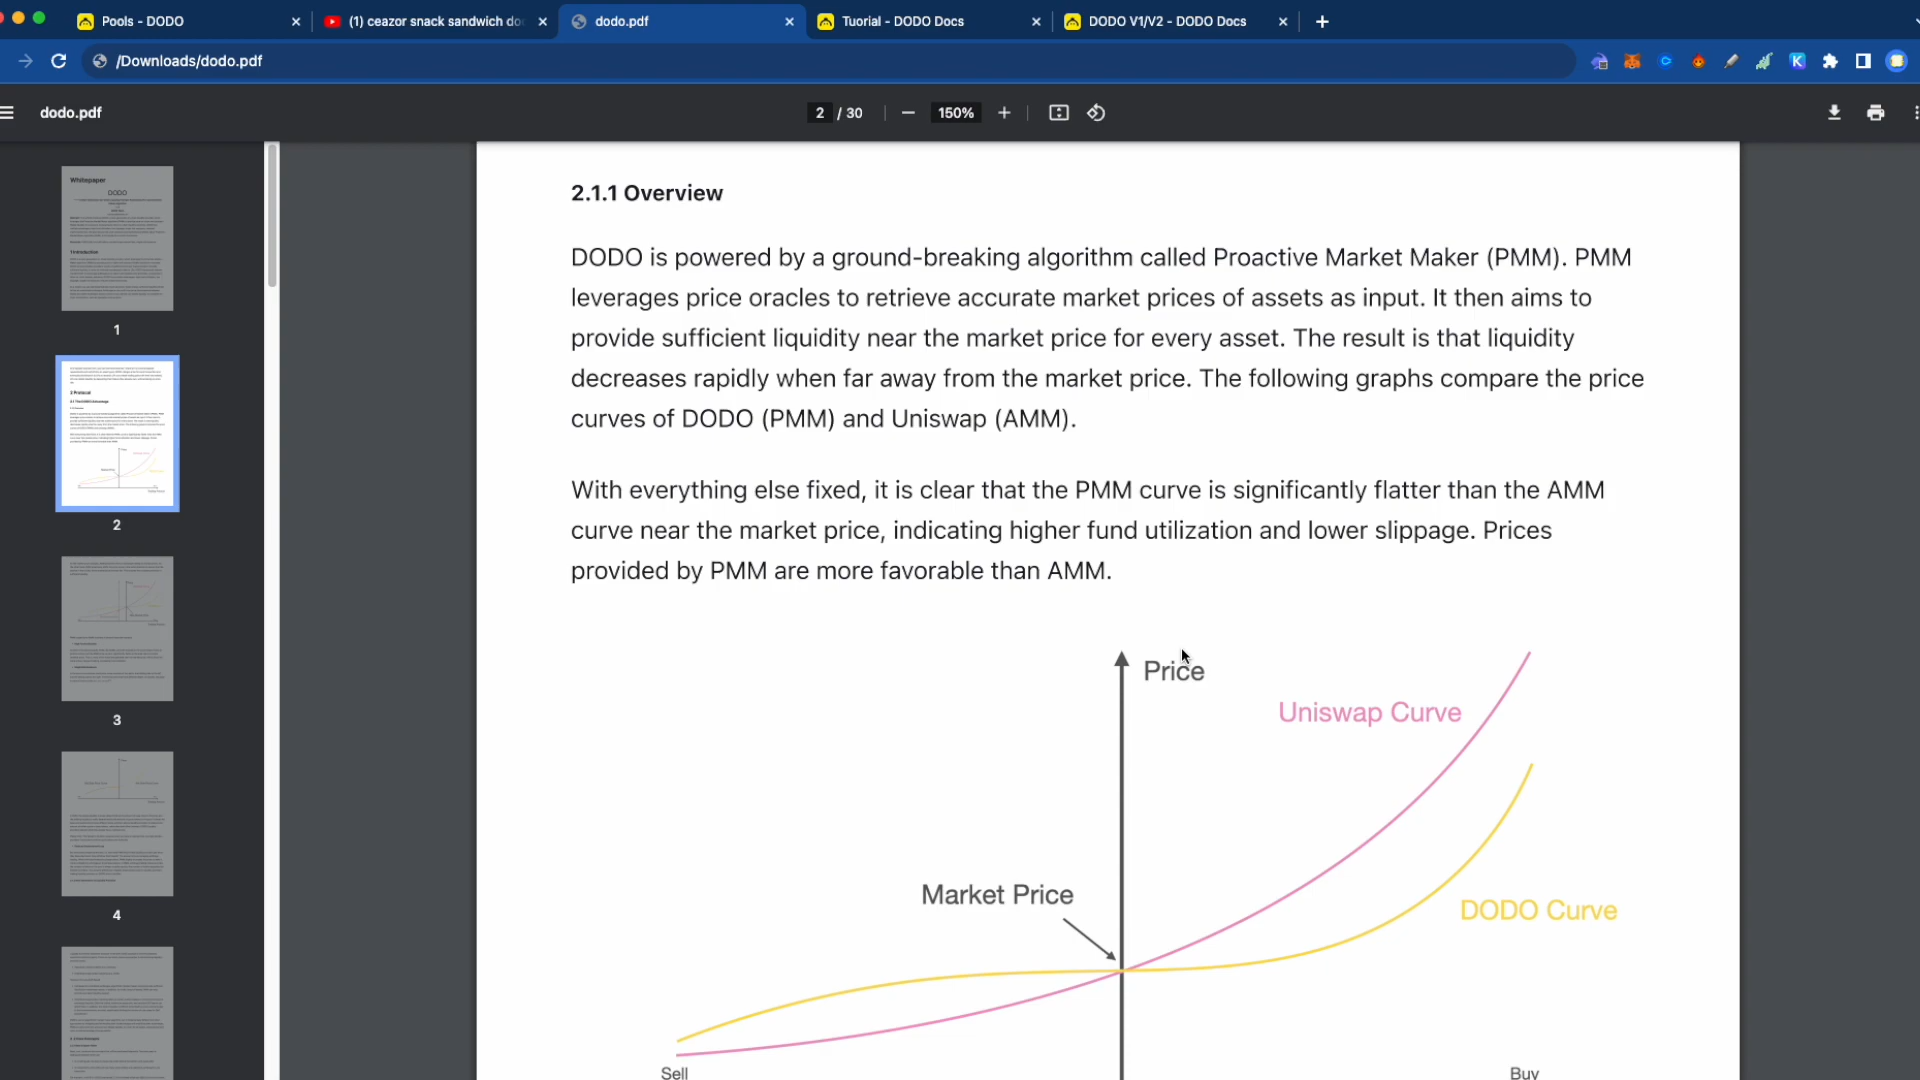 Pools - DODO
(1) ceazor snack sandwich do
dodo.pdf
Tuorial - DODO Docs
DODO V1/V2 - DODO Docs
/Downloads/dodo.pdf
dodo.pdf
2 / 30
150%
Whitepaper
DODO
1
2
3
4
2.1.1 Overview
DODO is powered by a ground-breaking algorithm called Proactive Market Maker (PMM). PMM
leverages price oracles to retrieve accurate market prices of assets as input. It then aims to
provide sufficient liquidity near the market price for every asset. The result is that liquidity
decreases rapidly when far away from the market price. The following graphs compare the price
curves of DODO (PMM) and Uniswap (AMM).
With everything else fixed, it is clear that the PMM curve is significantly flatter than the AMM
curve near the market price, indicating higher fund utilization and lower slippage. Prices
provided by PMM are more favorable than AMM.
Price
Uniswap Curve
Market Price
DODO Curve
Sell
Buy